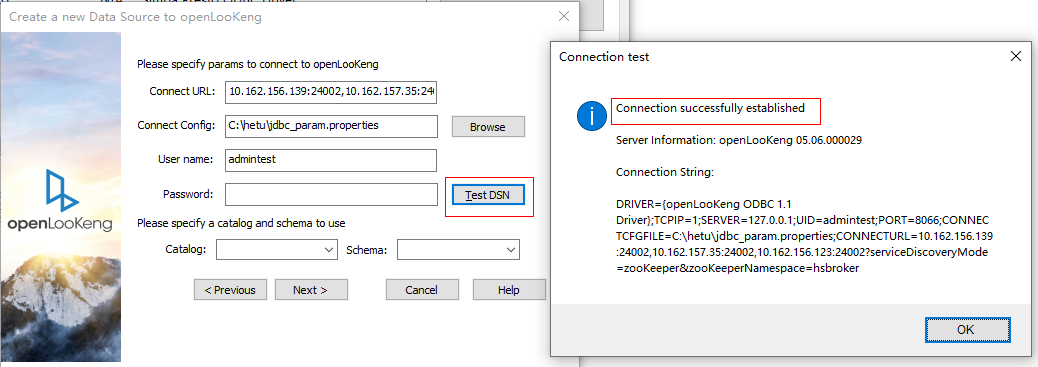 Create a new Data Source to openLooKeng
Please specify params to connect to openLooKeng
Connect URL:
10.162.156.139:24002,10.162.157.35:240
Connect Config:
C:\hetu\jdbc_param.properties
Browse
User name:
admintest
Password:
Test DSN
openLooKeng
Please specify a catalog and schema to use
Catalog:
Schema:
< Previous
Next >
Cancel
Help
Connection test
Connection successfully established
Server Information: openLooKeng 05.06.000029
Connection String:
DRIVER={openLooKeng ODBC 1.1
Driver};TCPIP=1;SERVER=127.0.0.1;UID=admintest;PORT=8066;CONNEC
TCFGFILE=C:\hetu\jdbc_param.properties;CONNECTURL=10.162.156.139
:24002,10.162.157.35:24002,10.162.156.123:24002?serviceDiscoveryMode
=zooKeeper&zooKeeperNamespace=hsbroker
OK